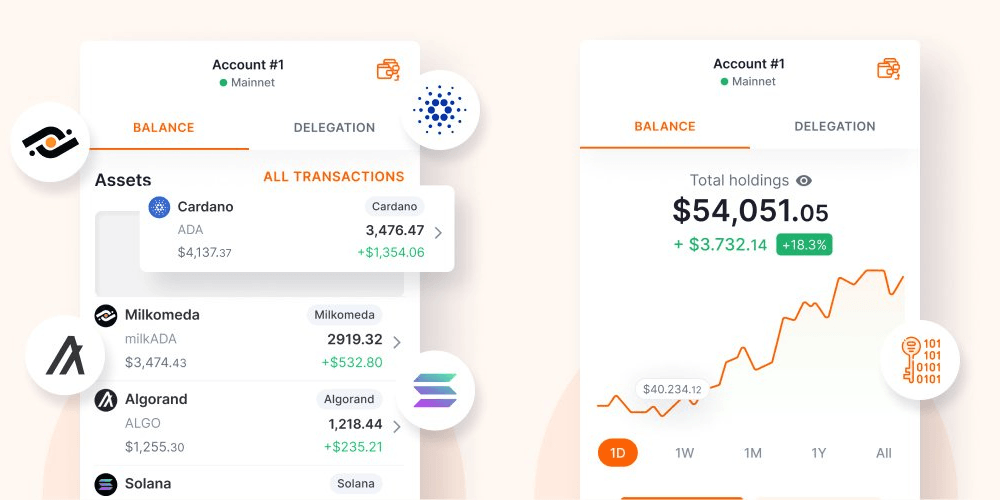 Account #1
Mainnet
BALANCE DELEGATION
Assets ALL TRANSACTIONS
Cardano Cardano
ADA 3,476.47
$4,137.37 +$1,354.06
Milkomeda Milkomeda
milkADA 2919.32
$3,474.43 +$532.80
Algorand Algorand
ALGO 1,218.44
$1,255.30 +$235.21
Solana Solana
Account #1
Mainnet
BALANCE DELEGATION
Total holdings
$54,051.05
+ $3.732.14 +18.3%
$40.234.12
101
101
0101
0101
1D 1W 1M 1Y All